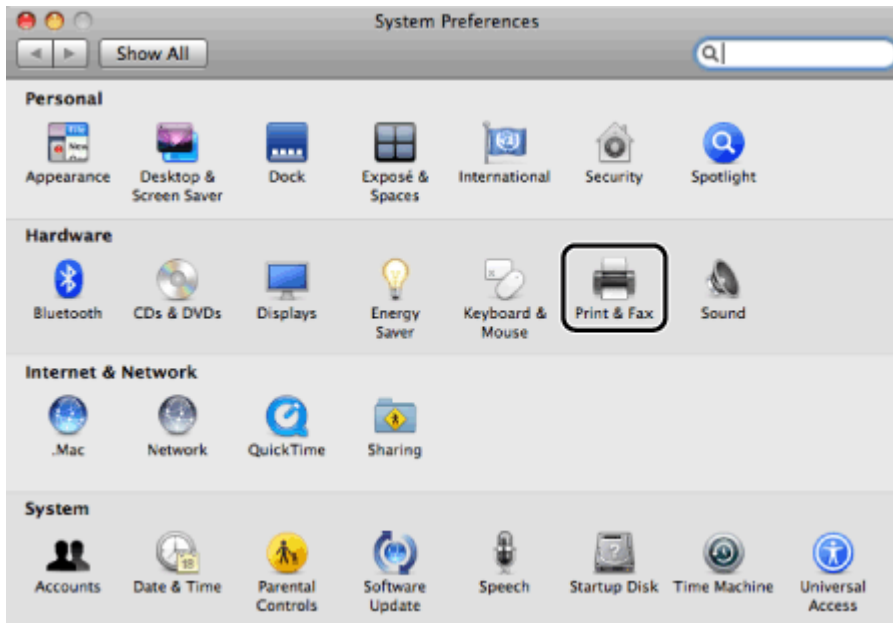 System Preferences
Show All
Personal
Appearance
Desktop &
Screen Saver
Dock
Exposé &
Spaces
International
Security
Spotlight
Hardware
Bluetooth
CDs & DVDs
Displays
Energy
Saver
Keyboard &
Mouse
Print & Fax
Sound
Internet & Network
.Mac
Network
QuickTime
Sharing
System
Accounts
Date & Time
Parental
Controls
Software
Update
Speech
Startup Disk
Time Machine
Universal
Access